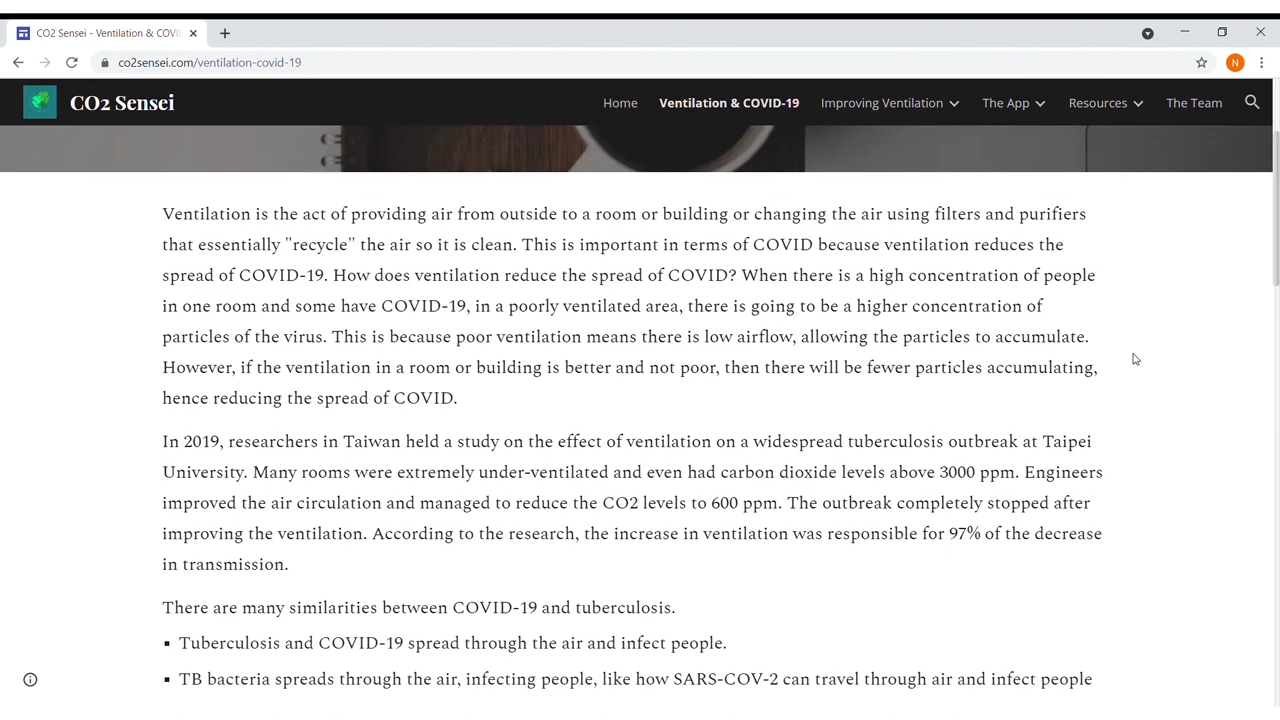 CO2 Sensei - Ventilation & COVI
co2sensei.com/ventilation-covid-19
N
CO2 Sensei
Home
Ventilation & COVID-19
Improving Ventilation
The App
Resources
The Team
Ventilation is the act of providing air from outside to a room or building or changing the air using filters and purifiers
that essentially "recycle" the air so it is clean. This is important in terms of COVID because ventilation reduces the
spread of COVID-19. How does ventilation reduce the spread of COVID? When there is a high concentration of people
in one room and some have COVID-19, in a poorly ventilated area, there is going to be a higher concentration of
particles of the virus. This is because poor ventilation means there is low airflow, allowing the particles to accumulate.
However, if the ventilation in a room or building is better and not poor, then there will be fewer particles accumulating,
hence reducing the spread of COVID.
In 2019, researchers in Taiwan held a study on the effect of ventilation on a widespread tuberculosis outbreak at Taipei
University. Many rooms were extremely under-ventilated and even had carbon dioxide levels above 3000 ppm. Engineers
improved the air circulation and managed to reduce the CO2 levels to 600 ppm. The outbreak completely stopped after
improving the ventilation. According to the research, the increase in ventilation was responsible for 97% of the decrease
in transmission.
There are many similarities between COVID-19 and tuberculosis.
▪ Tuberculosis and COVID-19 spread through the air and infect people.
▪ TB bacteria spreads through the air, infecting people, like how SARS-COV-2 can travel through air and infect people